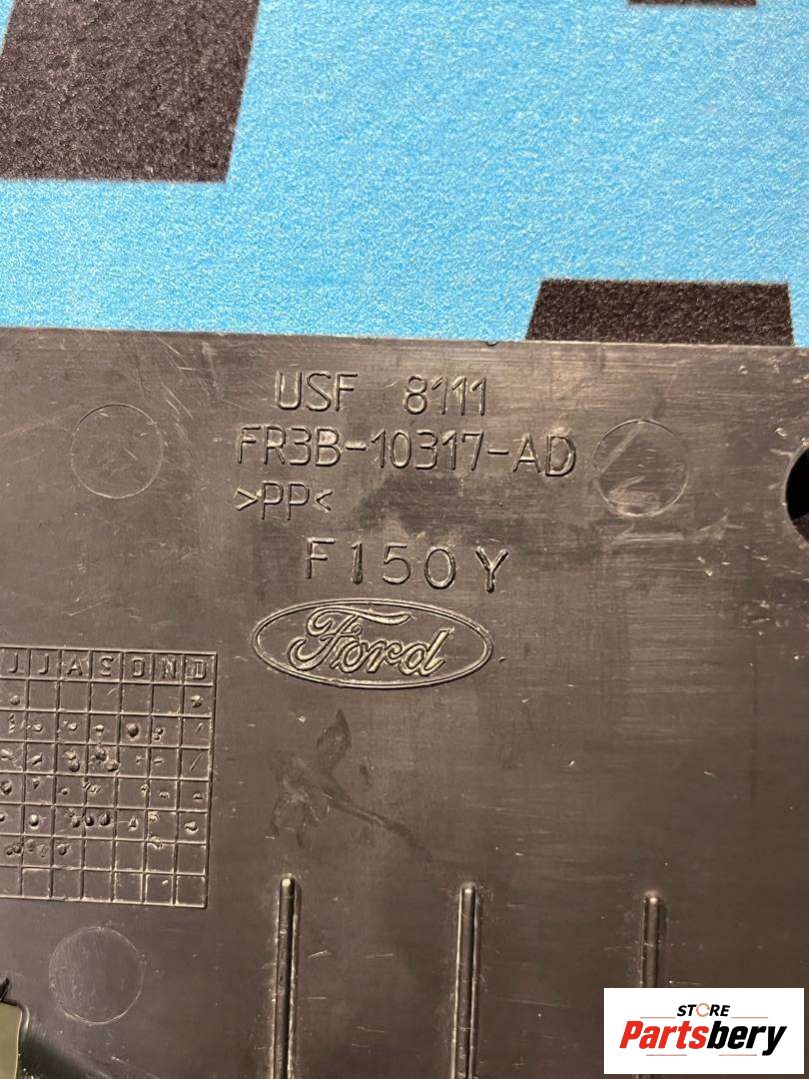 USF 8111
FR3B-10317-AD
>PP<
F150Y
Ford
J J A S O N D
STORE
Partsbery